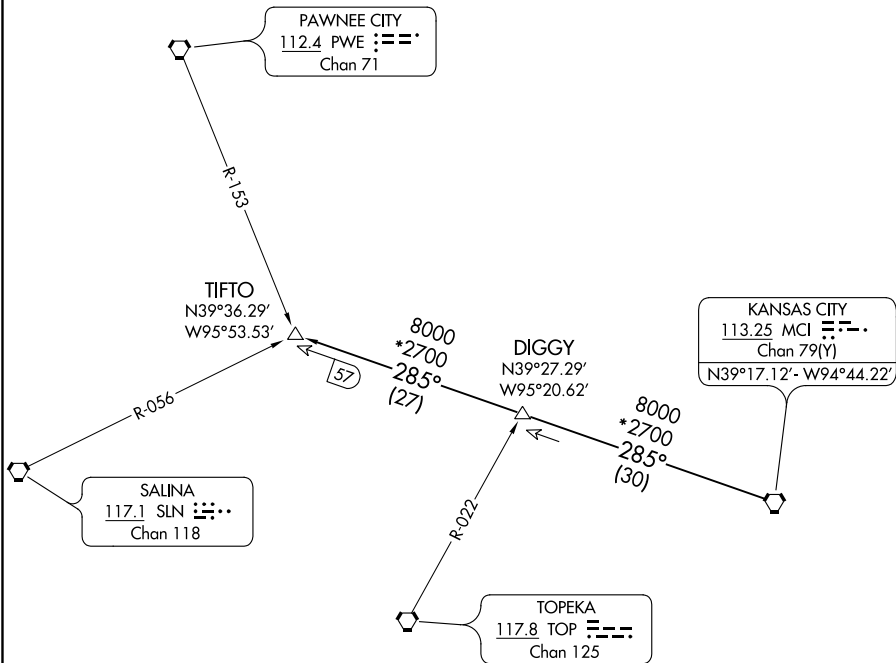 PAWNEE CITY
112.4 PWE
Chan 71
R-153
TIFTO
N39°36.29'
W95°53.53'
8000
*2700
285°
(27)
57
DIGGY
N39°27.29'
W95°20.62'
KANSAS CITY
113.25 MCI
Chan 79(Y)
N39°17.12'- W94°44.22'
8000
*2700
285°
(30)
R-056
SALINA
117.1 SLN
Chan 118
R-022
TOPEKA
117.8 TOP
Chan 125